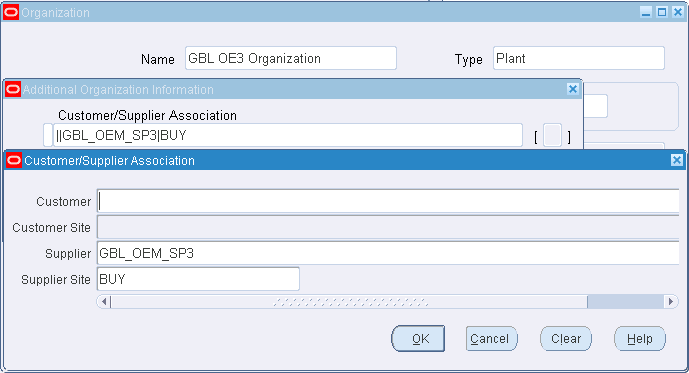 Organization
Name GBL OE3 Organization Type Plant
Additional Organization Information
Customer/Supplier Association
||GBL_OEM_SP3|BUY [ ]
Customer/Supplier Association
Customer
Customer Site
Supplier GBL_OEM_SP3
Supplier Site BUY
OK Cancel Clear Help